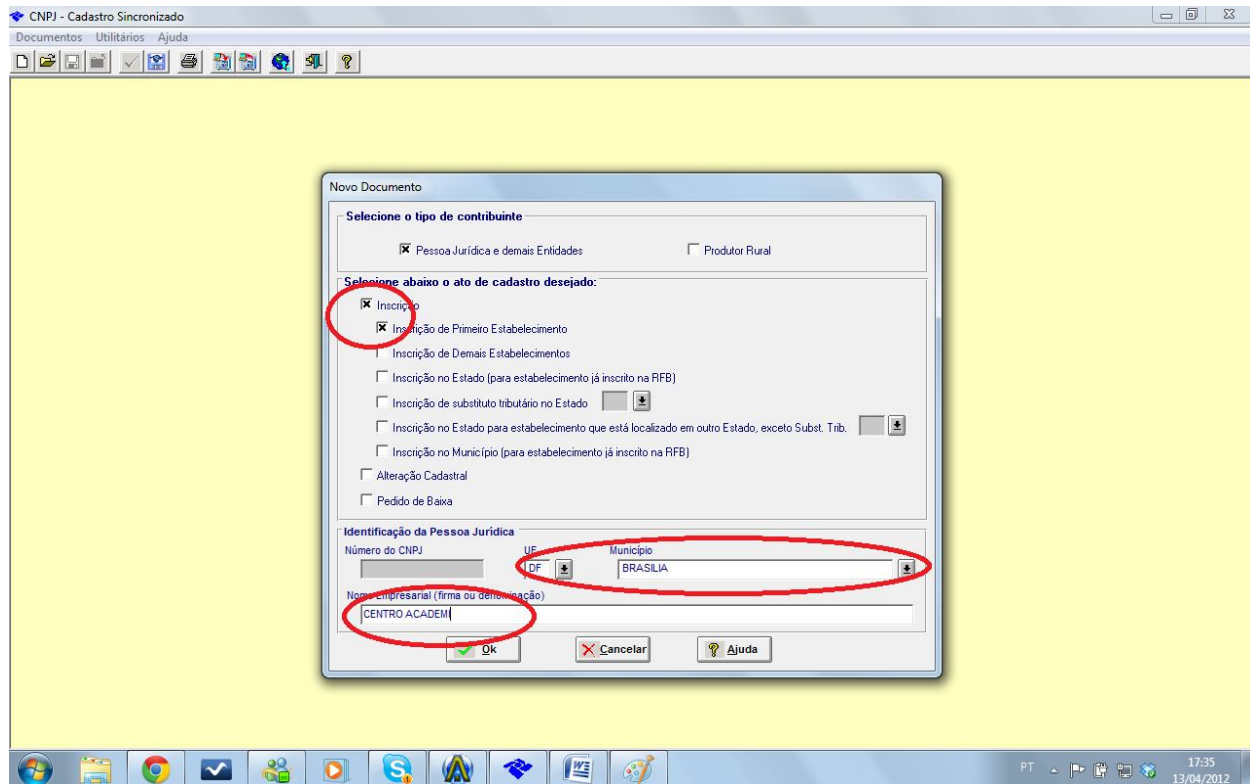 CNPJ - Cadastro Sincronizado
Documentos Utilitários Ajuda
Novo Documento
Selecione o tipo de contribuinte
Pessoa Jurídica e demais Entidades Produtor Rural
Selecione abaixo o ato de cadastro desejado:
Inscrição
Inscrição de Primeiro Estabelecimento
Inscrição de Demais Estabelecimentos
Inscrição no Estado (para estabelecimento já inscrito na RFB)
Inscrição de substituto tributário no Estado
Inscrição no Estado para estabelecimento que está localizado em outro Estado, exceto Subst. Trib.
Inscrição no Município (para estabelecimento já inscrito na RFB)
Alteração Cadastral
Pedido de Baixa
Identificação da Pessoa Jurídica
Número do CNPJ UF Município
DF BRASILIA
Nome Empresarial (firma ou denominação)
CENTRO ACADEMI
Ok Cancelar Ajuda
PT 17:35
13/04/2012